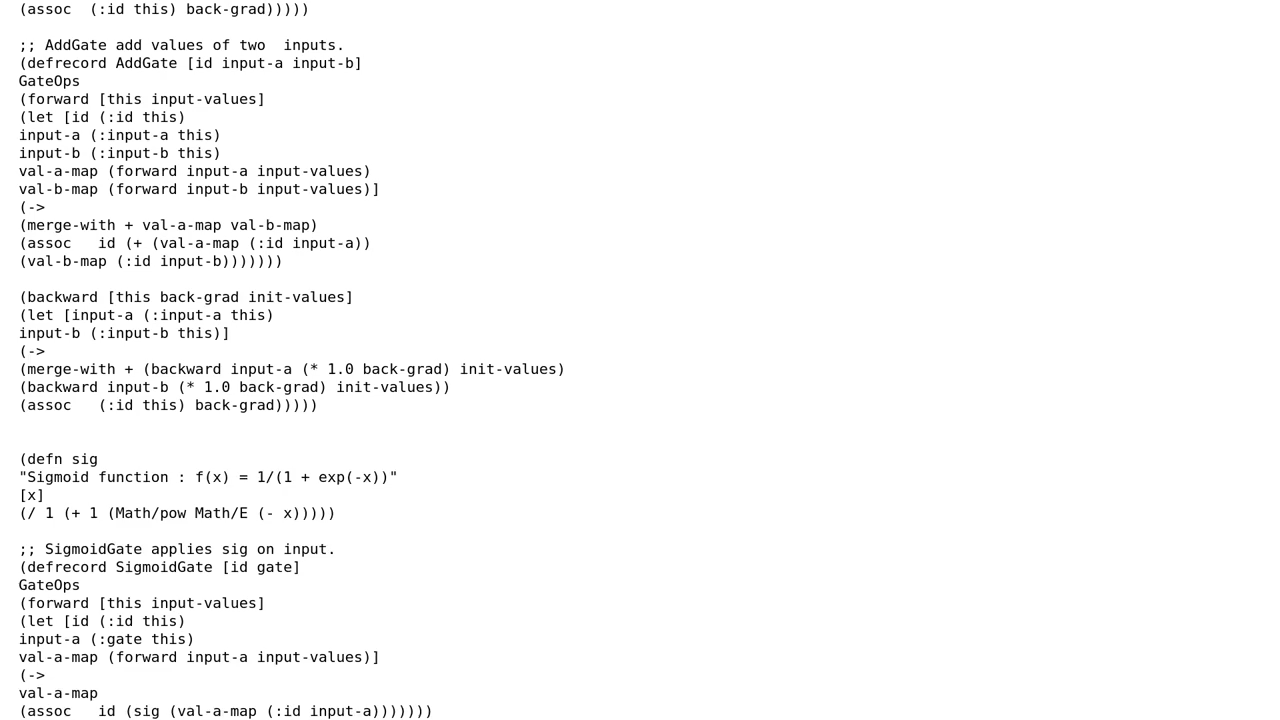 (assoc  (:id this) back-grad)))))
;; AddGate add values of two  inputs.
(defrecord AddGate [id input-a input-b]
GateOps
(forward [this input-values]
(let [id (:id this)
input-a (:input-a this)
input-b (:input-b this)
val-a-map (forward input-a input-values)
val-b-map (forward input-b input-values)]
(->
(merge-with + val-a-map val-b-map)
(assoc   id (+ (val-a-map (:id input-a))
(val-b-map (:id input-b)))))))
(backward [this back-grad init-values]
(let [input-a (:input-a this)
input-b (:input-b this)]
(->
(merge-with + (backward input-a (* 1.0 back-grad) init-values)
(backward input-b (* 1.0 back-grad) init-values))
(assoc   (:id this) back-grad)))))
(defn sig
"Sigmoid function : f(x) = 1/(1 + exp(-x))"
[x]
(/ 1 (+ 1 (Math/pow Math/E (- x)))))
;; SigmoidGate applies sig on input.
(defrecord SigmoidGate [id gate]
GateOps
(forward [this input-values]
(let [id (:id this)
input-a (:gate this)
val-a-map (forward input-a input-values)]
(->
val-a-map
(assoc   id (sig (val-a-map (:id input-a)))))))